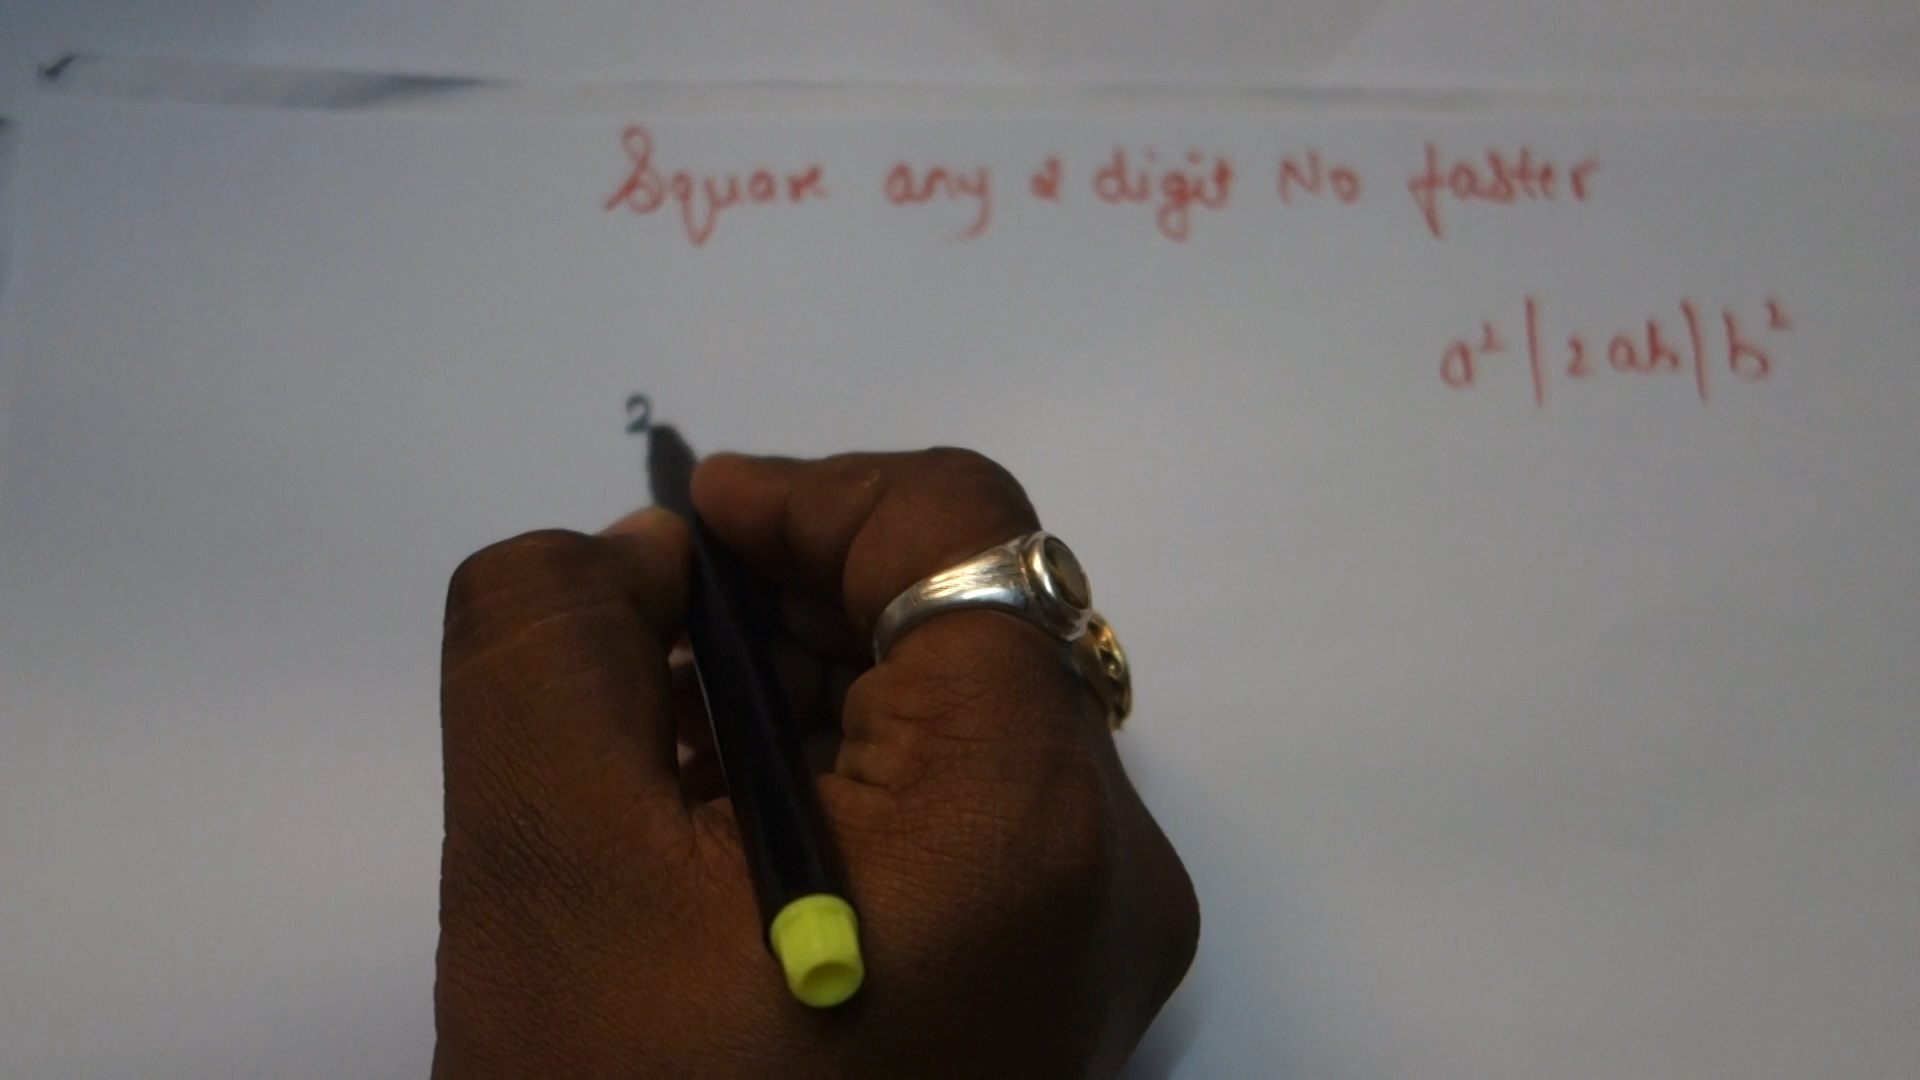 Square any 2 digit No faster
a² | 2ab | b²
2